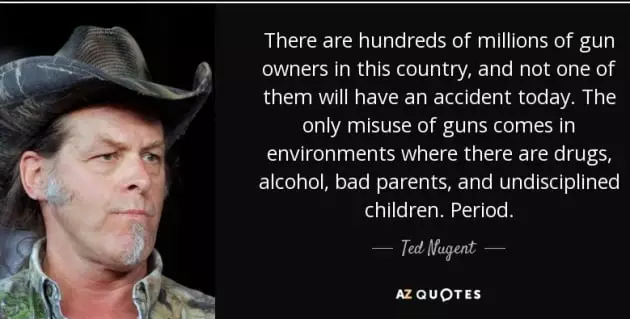 There are hundreds of millions of gun
owners in this country, and not one of
them will have an accident today. The
only misuse of guns comes in
environments where there are drugs,
alcohol, bad parents, and undisciplined
children. Period.
Ted Nugent
AZ QUOTES